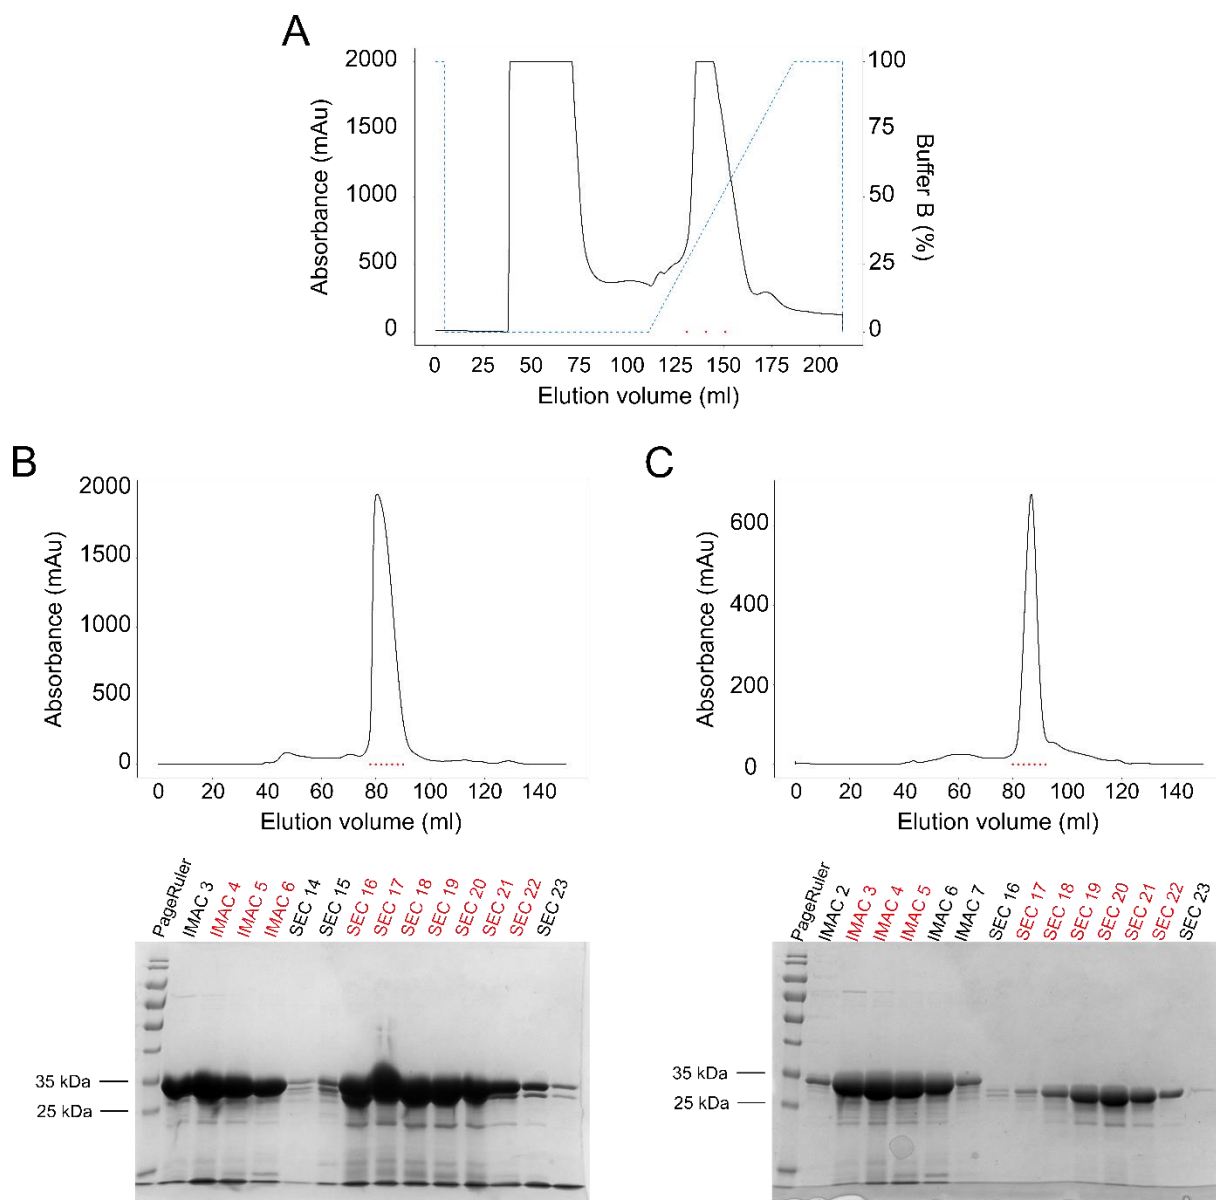 A
2000
1500
1000
500
0
Absorbance (mAu)
100
75
50
25
0
Buffer B (%)
0 25 50 75 100 125 150 175 200
Elution volume (ml)
B
2000
1500
1000
500
0
Absorbance (mAu)
0 20 40 60 80 100 120 140
Elution volume (ml)
PageRuler
IMAC 3
IMAC 4
IMAC 5
IMAC 6
SEC 14
SEC 15
SEC 16
SEC 17
SEC 18
SEC 19
SEC 20
SEC 21
SEC 22
SEC 23
35 kDa
25 kDa
C
600
400
200
0
Absorbance (mAu)
0 20 40 60 80 100 120 140
Elution volume (ml)
PageRuler
IMAC 2
IMAC 3
IMAC 4
IMAC 5
IMAC 6
IMAC 7
SEC 16
SEC 17
SEC 18
SEC 19
SEC 20
SEC 21
SEC 22
SEC 23
35 kDa
25 kDa